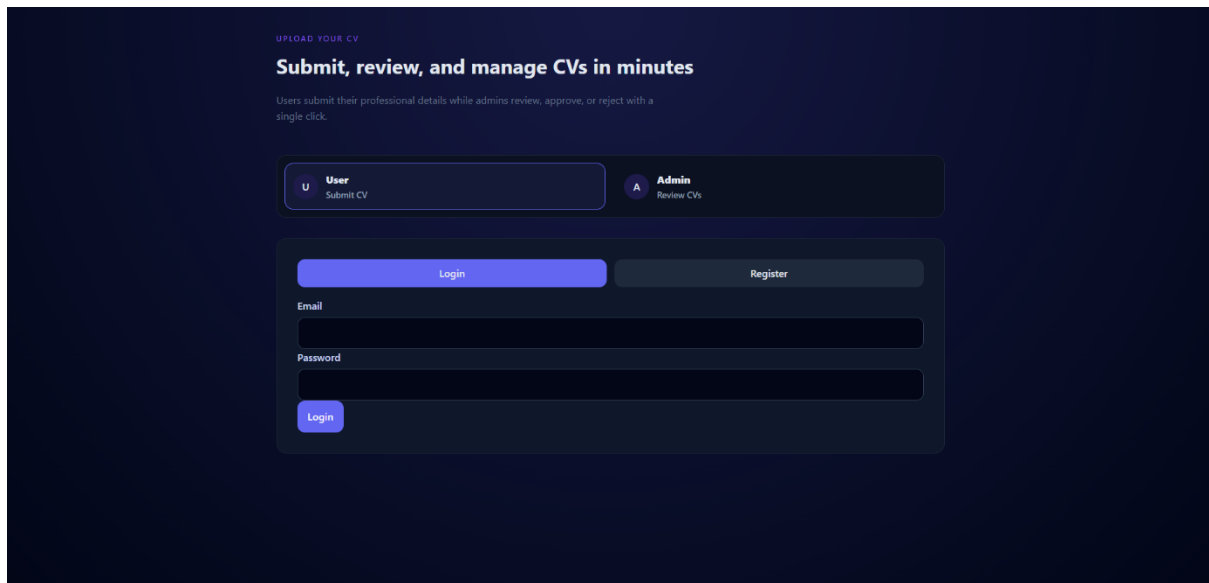 UPLOAD YOUR CV
Submit, review, and manage CVs in minutes
Users submit their professional details while admins review, approve, or reject with a
single click.
U
User
Submit CV
A
Admin
Review CVs
Login
Register
Email
Password
Login